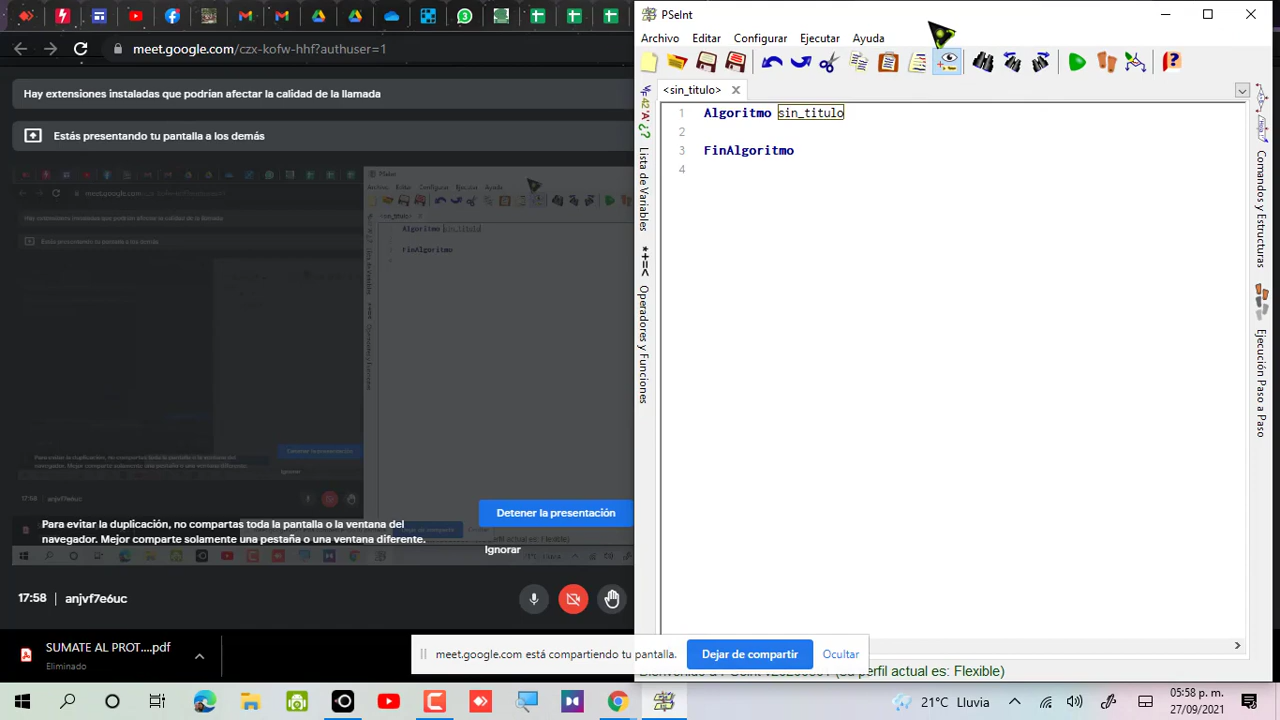 meet.google.com/
-kofw-hhf?authuser=1
Hay extensiones instaladas que podrían afectar la calidad de la llamada
Estás presentando tu pantalla a los demás
Para evitar la duplicación, no compartas toda la pantalla o la ventana del
navegador. Mejor comparte solamente una pestaña o una ventana diferente.
Detener la presentación
Ignorar
17:58
anjvf7e6uc
PSeInt
Archivo Editar Configurar Ejecutar Ayuda
<sin_titulo>
1 Algoritmo sin_titulo
2
3 FinAlgoritmo
4
Lista de Variables
Operadores y Funciones
Comandos y Estructuras
Ejecución Paso a Paso
(su perfil actual es: Flexible)
SUMATE AL PROT....pdf
Eliminado
meet.google.com está compartiendo tu pantalla.
Dejar de compartir
Ocultar
21°C Lluvia
05:58 p. m.
27/09/2021